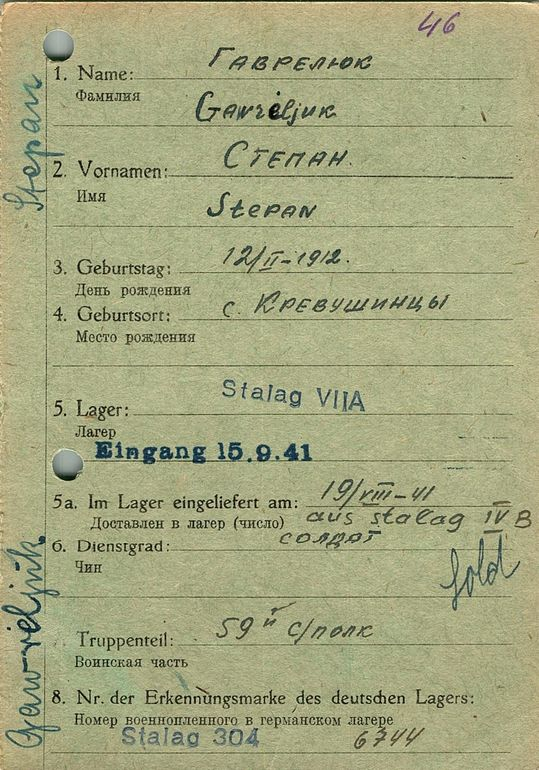 46
1. Name: ГАВРЕЛЮК
Фамилия
Gawreljuk
2. Vornamen: СТЕПАН
Имя
Stepan
3. Geburtstag: 12/II-1912.
День рождения
4. Geburtsort: с. КРЕВУШИНЦЫ
Место рождения
Stalag VIIA
5. Lager:
Лагер
Eingang 15.9.41
5a. Im Lager eingeliefert am: 19/VIII-41
Доставлен в лагер (число) aus stalag IV B
6. Dienstgrad: СОЛДАТ
Чин
Sold
Truppenteil: 59й с/полк
Воинская часть
8. Nr. der Erkennungsmarke des deutschen Lagers:
Номер военнопленного в германском лагере
Stalag 304 6744
Gawreljuk Stepan